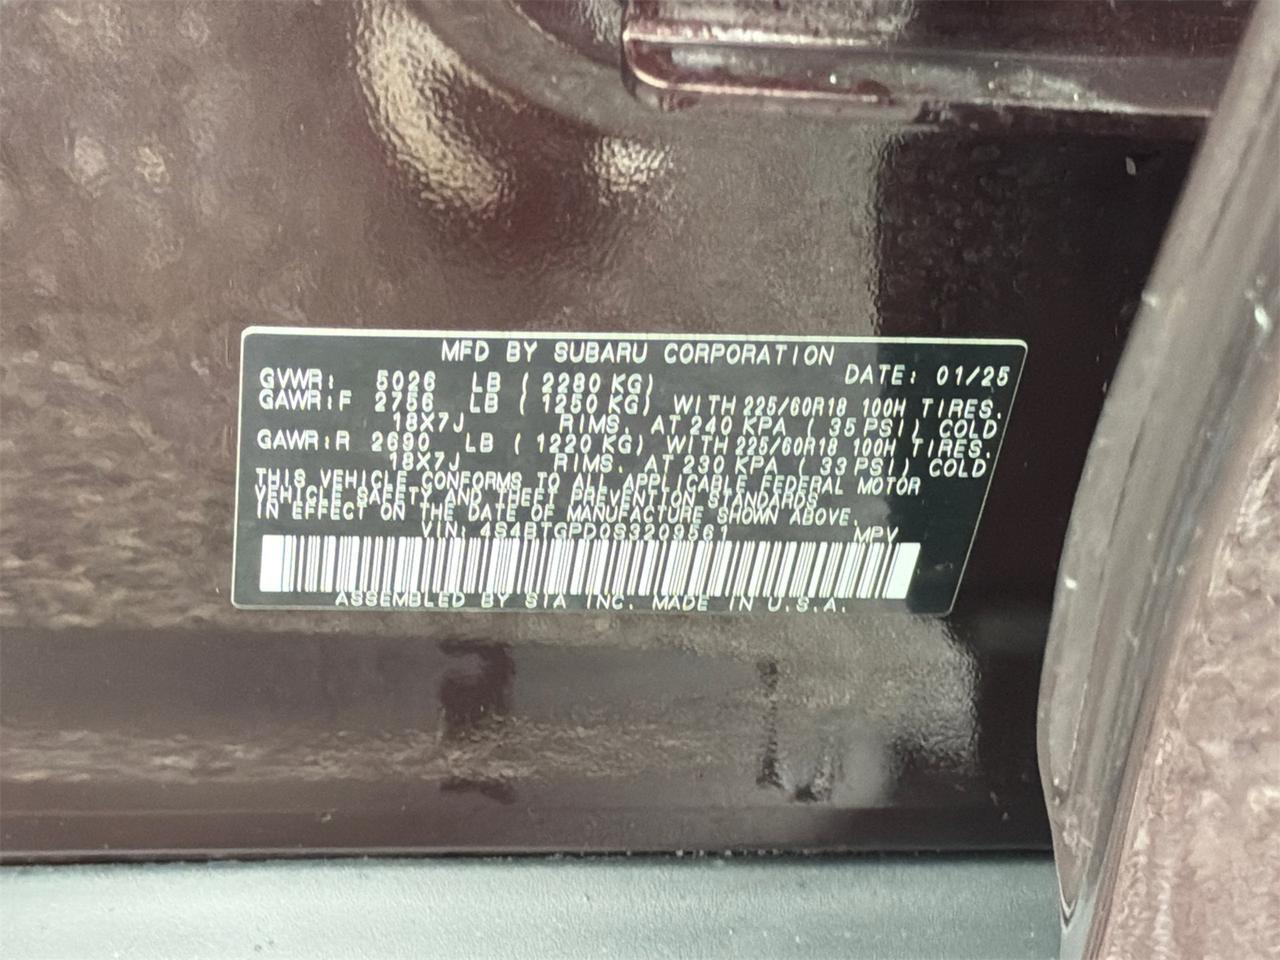 MFD BY SUBARU CORPORATION
GVWR: 5026 LB ( 2280 KG) DATE: 01/25
GAWR:F 2756 LB ( 1250 KG) WITH 225/60R18 100H TIRES.
18X7J RIMS. AT 240 KPA ( 35 PSI) COLD
GAWR:R 2690 LB ( 1220 KG) WITH 225/60R18 100H TIRES.
18X7J RIMS. AT 230 KPA ( 33 PSI) COLD
THIS VEHICLE CONFORMS TO ALL APPLICABLE FEDERAL MOTOR
VEHICLE SAFETY AND THEFT PREVENTION STANDARDS
IN EFFECT ON THE DATE OF MANUFACTURE SHOWN ABOVE.
VIN: 4S4BTGPD0S3209561 MPV
ASSEMBLED BY SIA INC. MADE IN U.S.A.